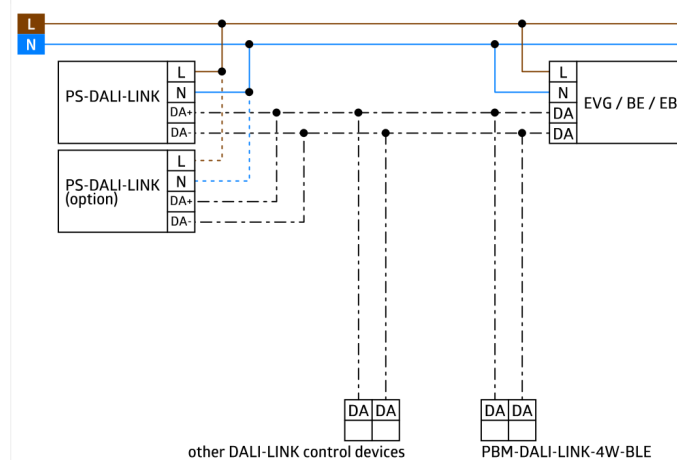 L
N
PS-DALI-LINK
L
N
DA+
DA-
L
N
DA
DA
EVG / BE / EB
PS-DALI-LINK
(option)
L
N
DA+
DA-
DA DA
DA DA
other DALI-LINK control devices
PBM-DALI-LINK-4W-BLE